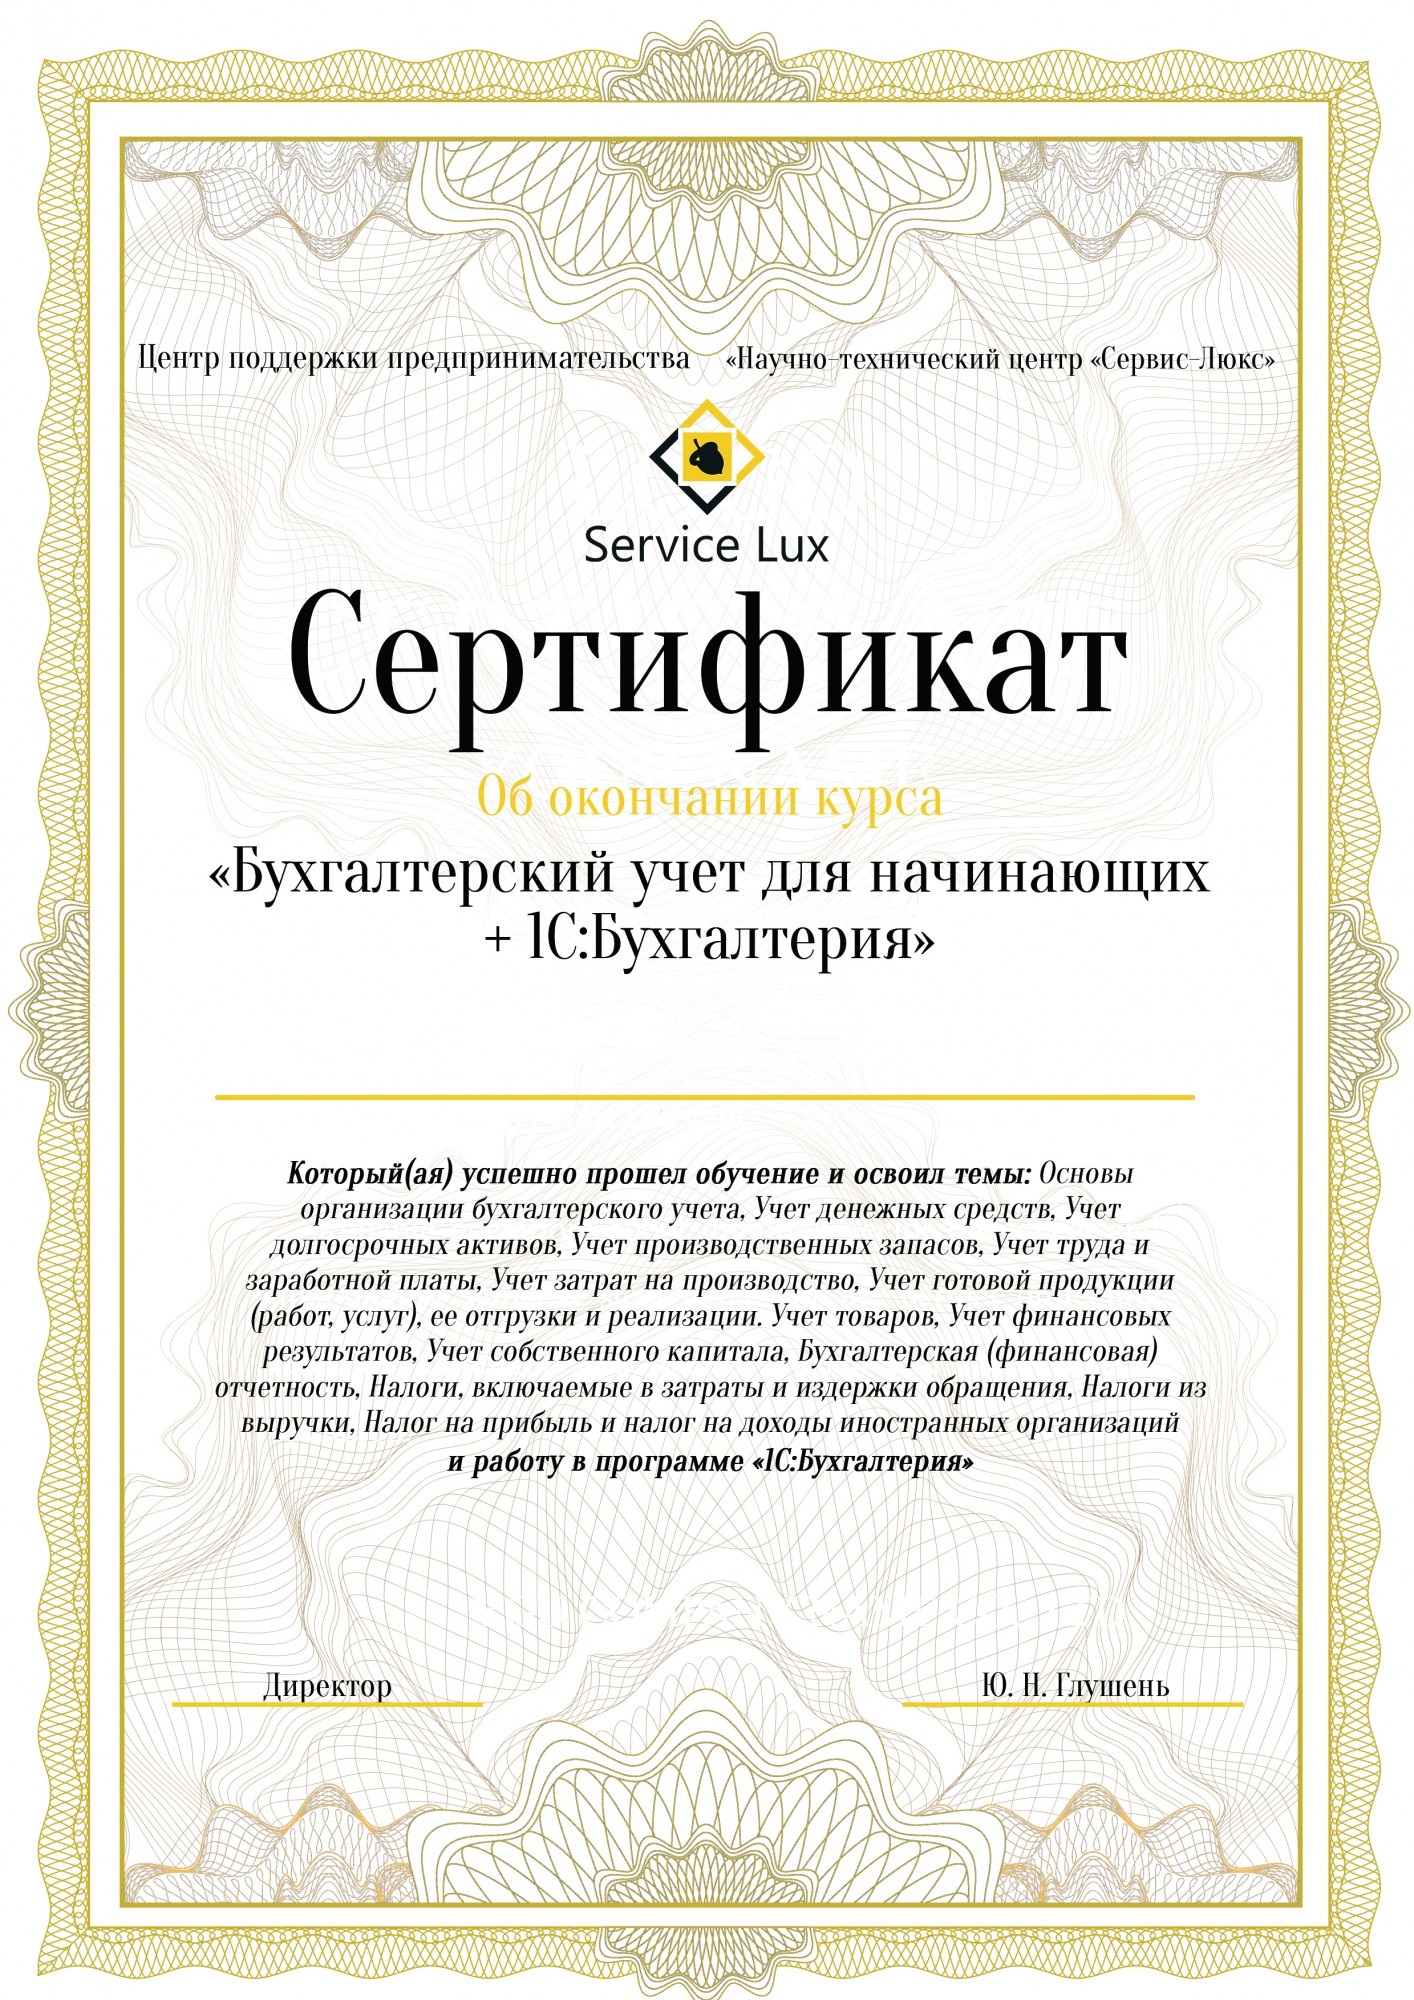 Центр поддержки предпринимательства «Научно-технический центр «Сервис-Люкс»
Service Lux
Сертификат
Об окончании курса
«Бухгалтерский учет для начинающих
+ 1С:Бухгалтерия»
Который(ая) успешно прошел обучение и освоил темы: Основы
организации бухгалтерского учета, Учет денежных средств, Учет
долгосрочных активов, Учет производственных запасов, Учет труда и
заработной платы, Учет затрат на производство, Учет готовой продукции
(работ, услуг), ее отгрузки и реализации. Учет товаров, Учет финансовых
результатов, Учет собственного капитала, Бухгалтерская (финансовая)
отчетность, Налоги, включаемые в затраты и издержки обращения, Налоги из
выручки, Налог на прибыль и налог на доходы иностранных организаций
и работу в программе «1С:Бухгалтерия»
Директор Ю. Н. Глушень